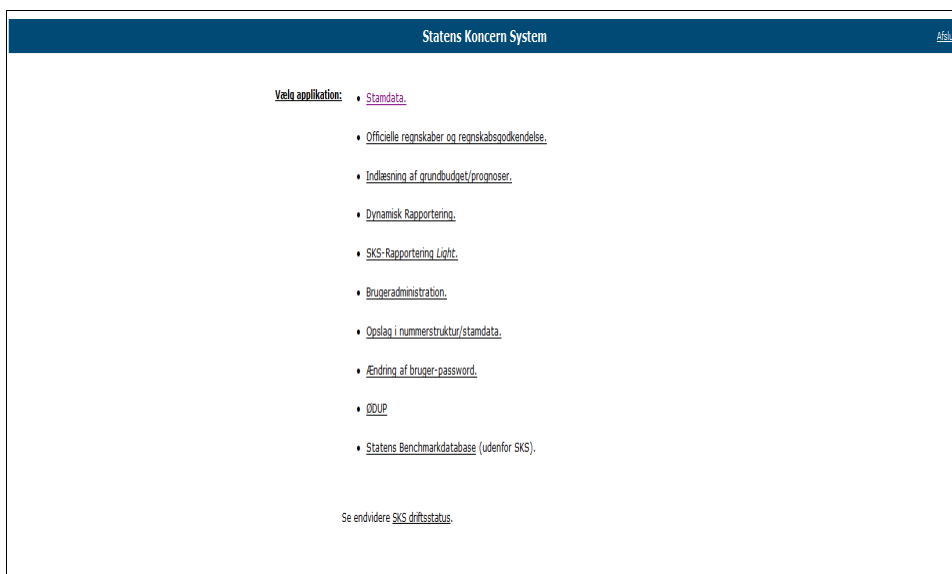 Statens Koncern System
Vælg applikation:
Stamdata.
Officielle regnskaber og regnskabsgodkendelse.
Indlæsning af grundbudget/prognoser.
Dynamisk Rapportering.
SKS-Rapportering Light.
Brugeradministration.
Opslag i nummerstruktur/stamdata.
Ændring af bruger-password.
ØDUP
Statens Benchmarkdatabase (udenfor SKS).
Se endvidere SKS driftsstatus.